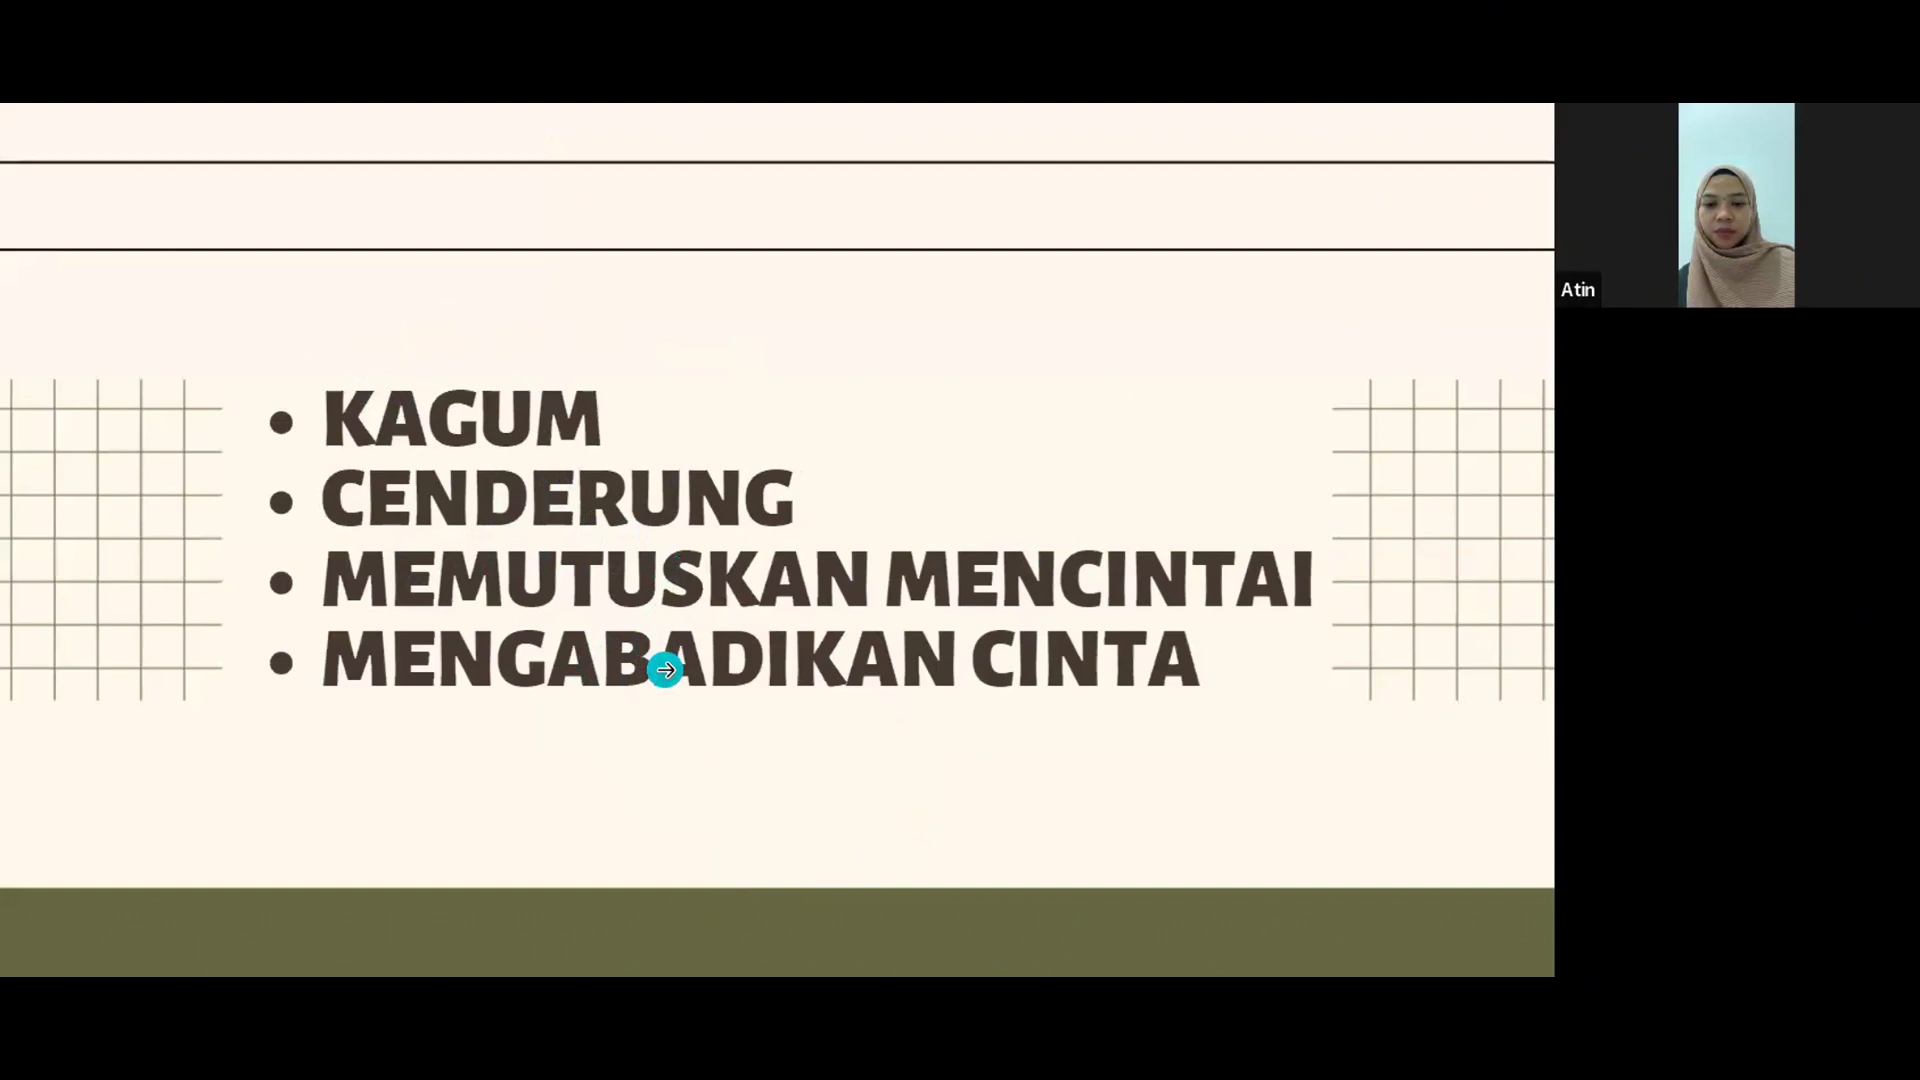 • KAGUM
• CENDERUNG
• MEMUTUSKAN MENCINTAI
• MENGABADIKAN CINTA
Atin